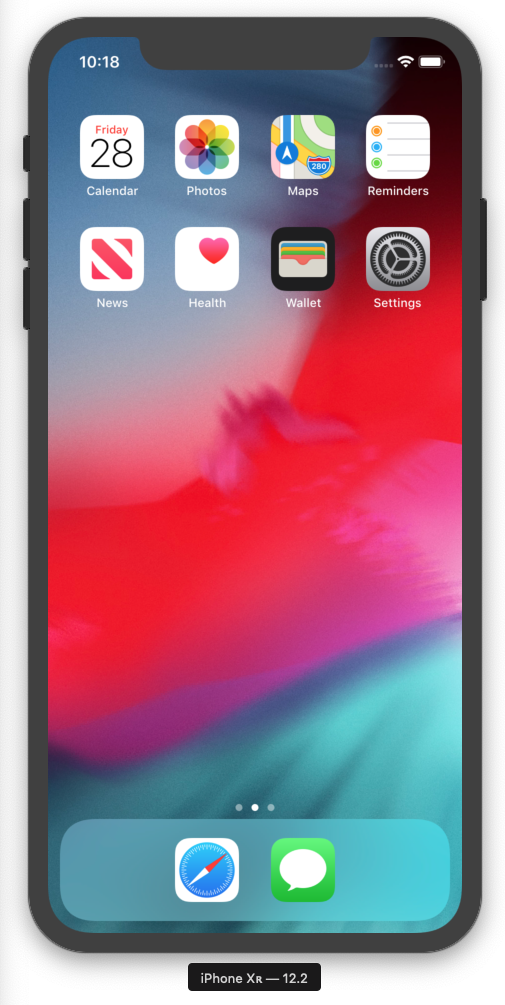 10:18
Friday
28
280
Calendar Photos Maps Reminders
News Health Wallet Settings
iPhone Xʀ — 12.2